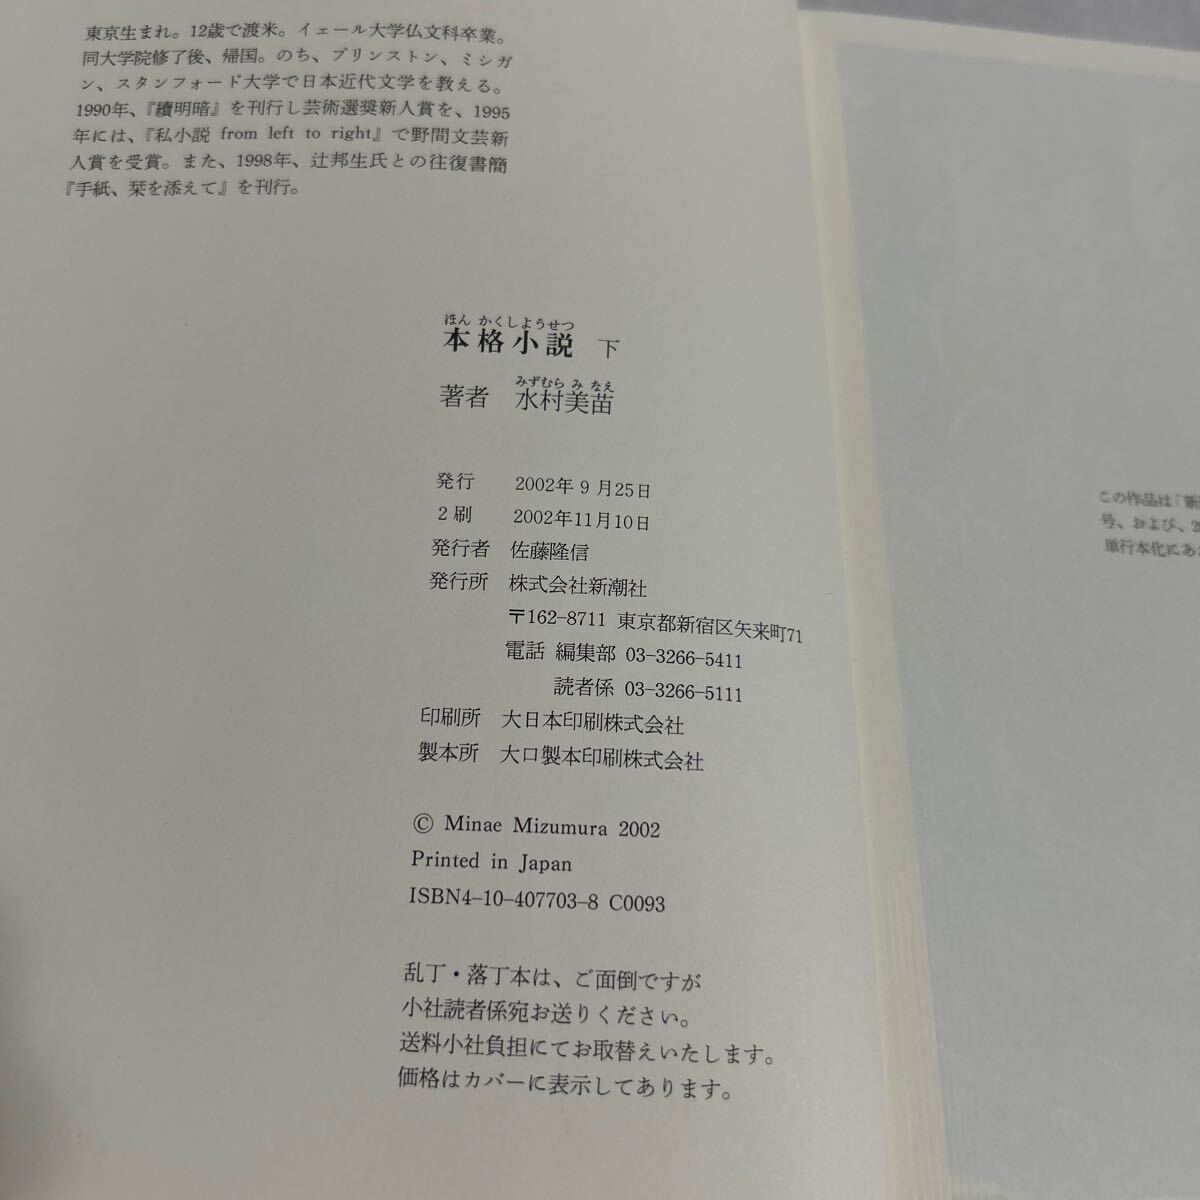 東京生まれ。12歳で渡米。イェール大学仏文科卒業。
同大学院修了後、帰国。のち、プリンストン、ミシガ
ン、スタンフォード大学で日本近代文学を教える。
1990年、『續明暗』を刊行し芸術選奨新人賞を、1995
年には、『私小説 from left to right』で野間文芸新
人賞を受賞。また、1998年、辻邦生氏との往復書簡
『手紙、栞を添えて』を刊行。
ほん かくしようせつ
本格小説 下
みずむら み なえ
著者 水村美苗
発行 2002年9月25日
2刷 2002年11月10日
発行者 佐藤隆信
発行所 株式会社新潮社
〒162-8711 東京都新宿区矢来町71
電話 編集部 03-3266-5411
読者係 03-3266-5111
印刷所 大日本印刷株式会社
製本所 大口製本印刷株式会社
© Minae Mizumura 2002
Printed in Japan
ISBN4-10-407703-8 C0093
乱丁・落丁本は、ご面倒ですが
小社読者係宛お送りください。
送料小社負担にてお取替えいたします。
価格はカバーに表示してあります。
この作品は「新
号、および、2
単行本化にあ